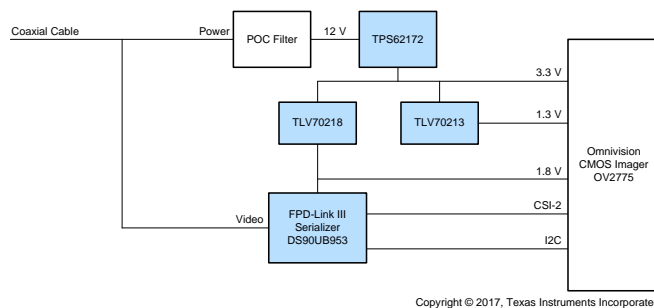 Coaxial Cable
Power
POC Filter
12 V
TPS62172
3.3 V
TLV70218
TLV70213
1.3 V
Omnivision
CMOS Imager
OV2775
1.8 V
Video
FPD-Link III
Serializer
DS90UB953
CSI-2
I2C
Copyright © 2017, Texas Instruments Incorporate